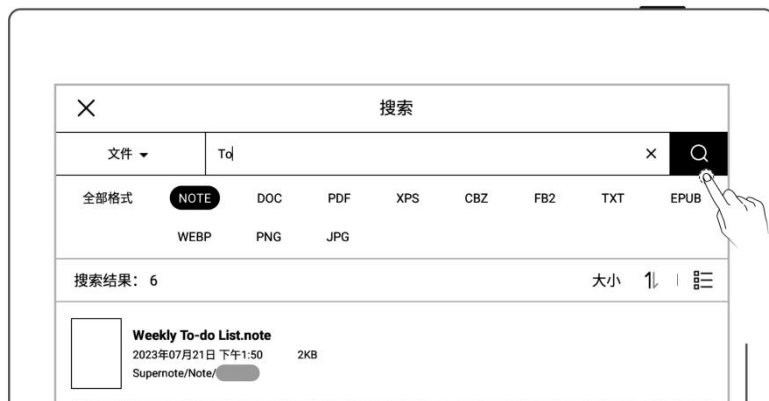 搜索
文件 To
全部格式 NOTE DOC PDF XPS CBZ FB2 TXT EPUB
WEBP PNG JPG
搜索结果： 6 大小
Weekly To-do List.note
2023年07月21日 下午1:50 2KB
Supernote/Note/